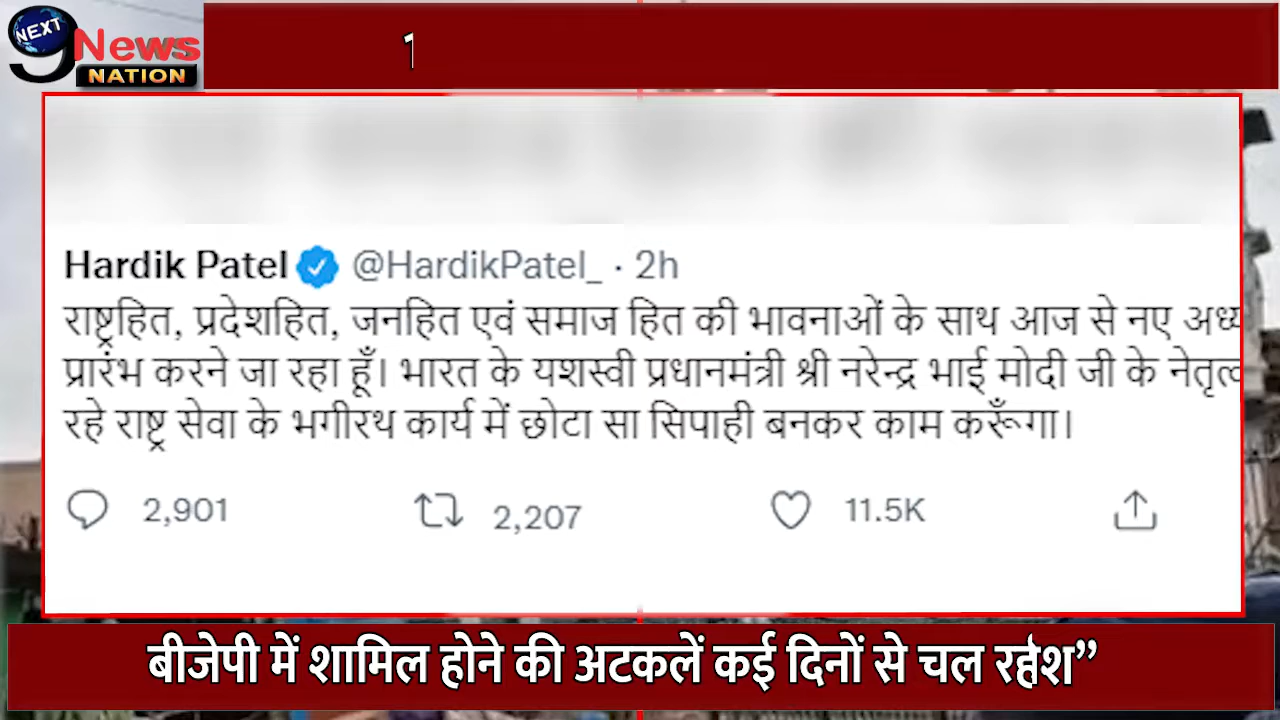 NEXT
9 News
NATION
1
Hardik Patel @HardikPatel_ · 2h
राष्ट्रहित, प्रदेशहित, जनहित एवं समाज हित की भावनाओं के साथ आज से नए
प्रारंभ करने जा रहा हूँ। भारत के यशस्वी प्रधानमंत्री श्री नरेन्द्र भाई मोदी जी के
रहे राष्ट्र सेवा के भगीरथ कार्य में छोटा सा सिपाही बनकर काम करूँगा।
2,901 2,207 11.5K
बीजेपी में शामिल होने की अटकलें कई दिनों से चल